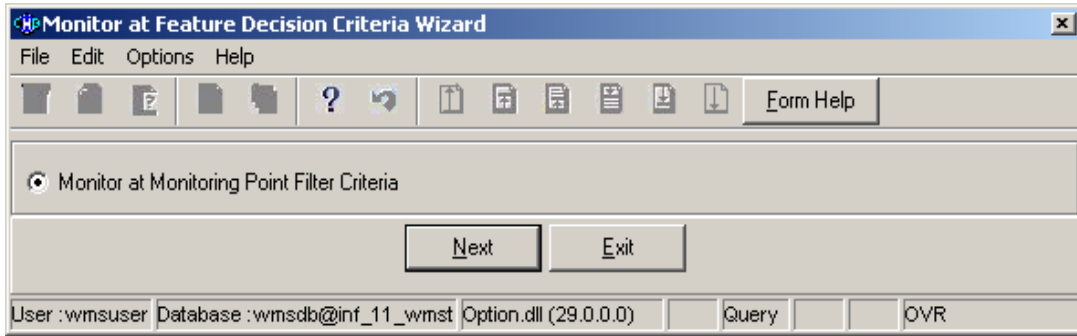 Monitor at Feature Decision Criteria Wizard
File Edit Options Help
? ? Form Help
Monitor at Monitoring Point Filter Criteria
Next Exit
User :wmsuser Database :wmsdb@inf_11_wmst Option.dll (29.0.0.0) Query OVR